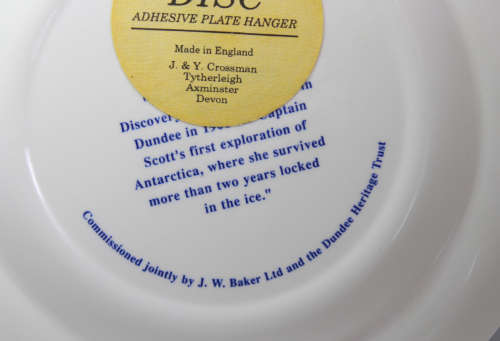 DISC
ADHESIVE PLATE HANGER
Made in England
J. & Y. Crossman
Tytherleigh
Axminster
Devon
Discover
Dundee in
Scott's first exploration of
Antarctica, where she survived
more than two years locked
in the ice."
Commissioned jointly by J. W. Baker Ltd and the Dundee Heritage Trust